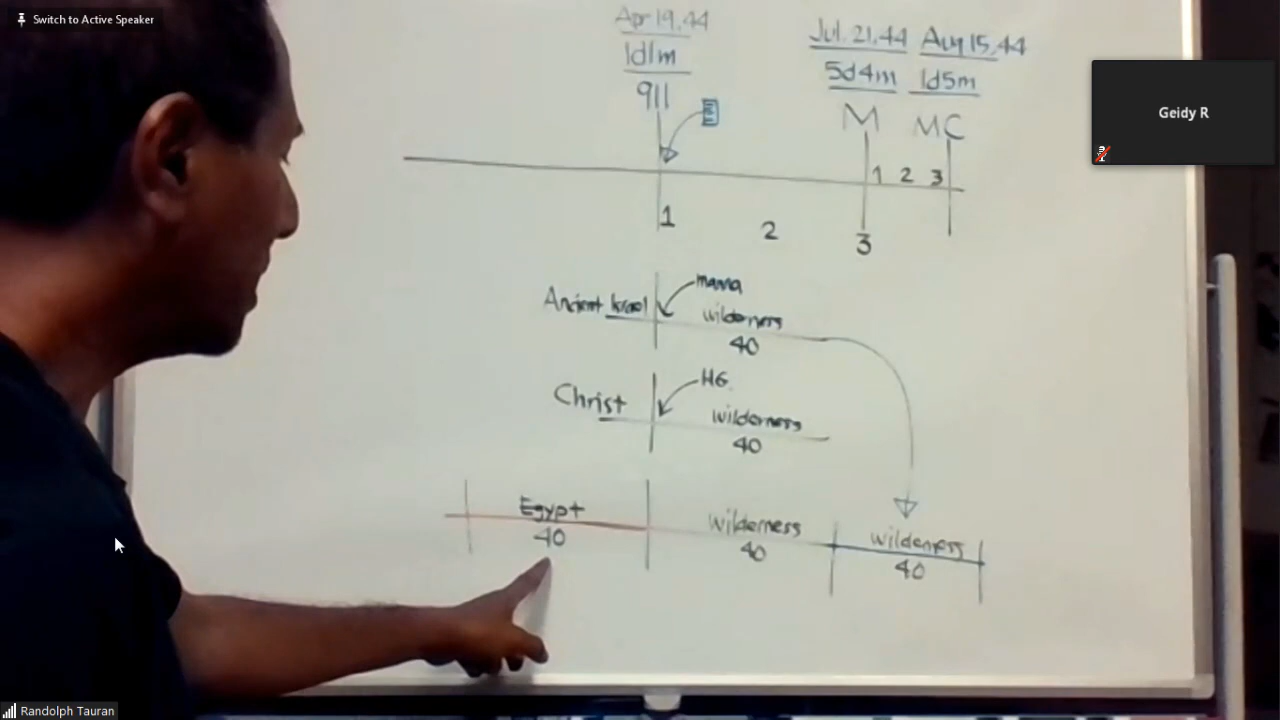 Switch to Active Speaker
Apr 19, 44
1d1m
911
Jul. 21, 44
5d4m
M
Aug 15, 44
1d5m
MC
1 2 3
1 2 3
Ancient Israel
manna
wilderness
40
Christ
HG.
wilderness
40
Egypt
40
Wilderness
40
wilderness
40
Geidy R
Randolph Tauran